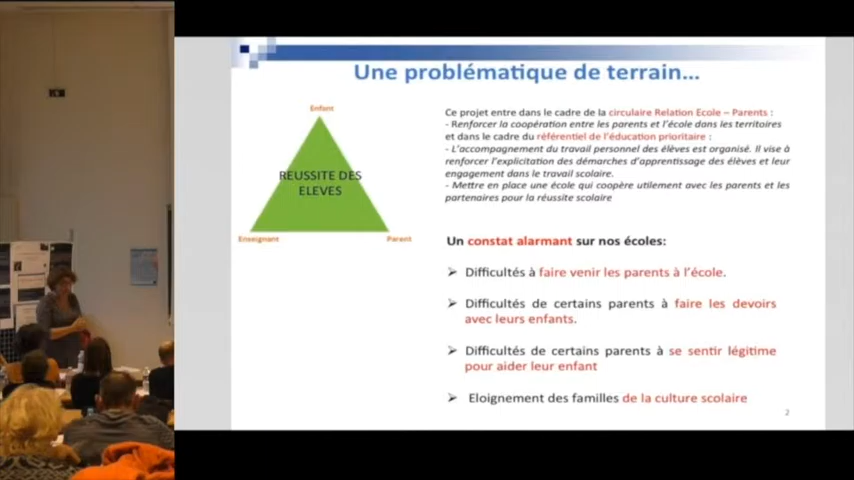 Une problématique de terrain...
Enfant
REUSSITE DES
ELEVES
Enseignant
Parent
Ce projet entre dans le cadre de la circulaire Relation Ecole – Parents :
- Renforcer la coopération entre les parents et l'école dans les territoires
et dans le cadre du référentiel de l'éducation prioritaire :
- L'accompagnement du travail personnel des élèves est organisé. Il vise à
renforcer l'explicitation des démarches d'apprentissage des élèves et leur
engagement dans le travail scolaire.
- Mettre en place une école qui coopère utilement avec les parents et les
partenaires pour la réussite scolaire
Un constat alarmant sur nos écoles:
➢ Difficultés à faire venir les parents à l'école.
➢ Difficultés de certains parents à faire les devoirs
avec leurs enfants.
➢ Difficultés de certains parents à se sentir légitime
pour aider leur enfant
➢ Eloignement des familles de la culture scolaire
2